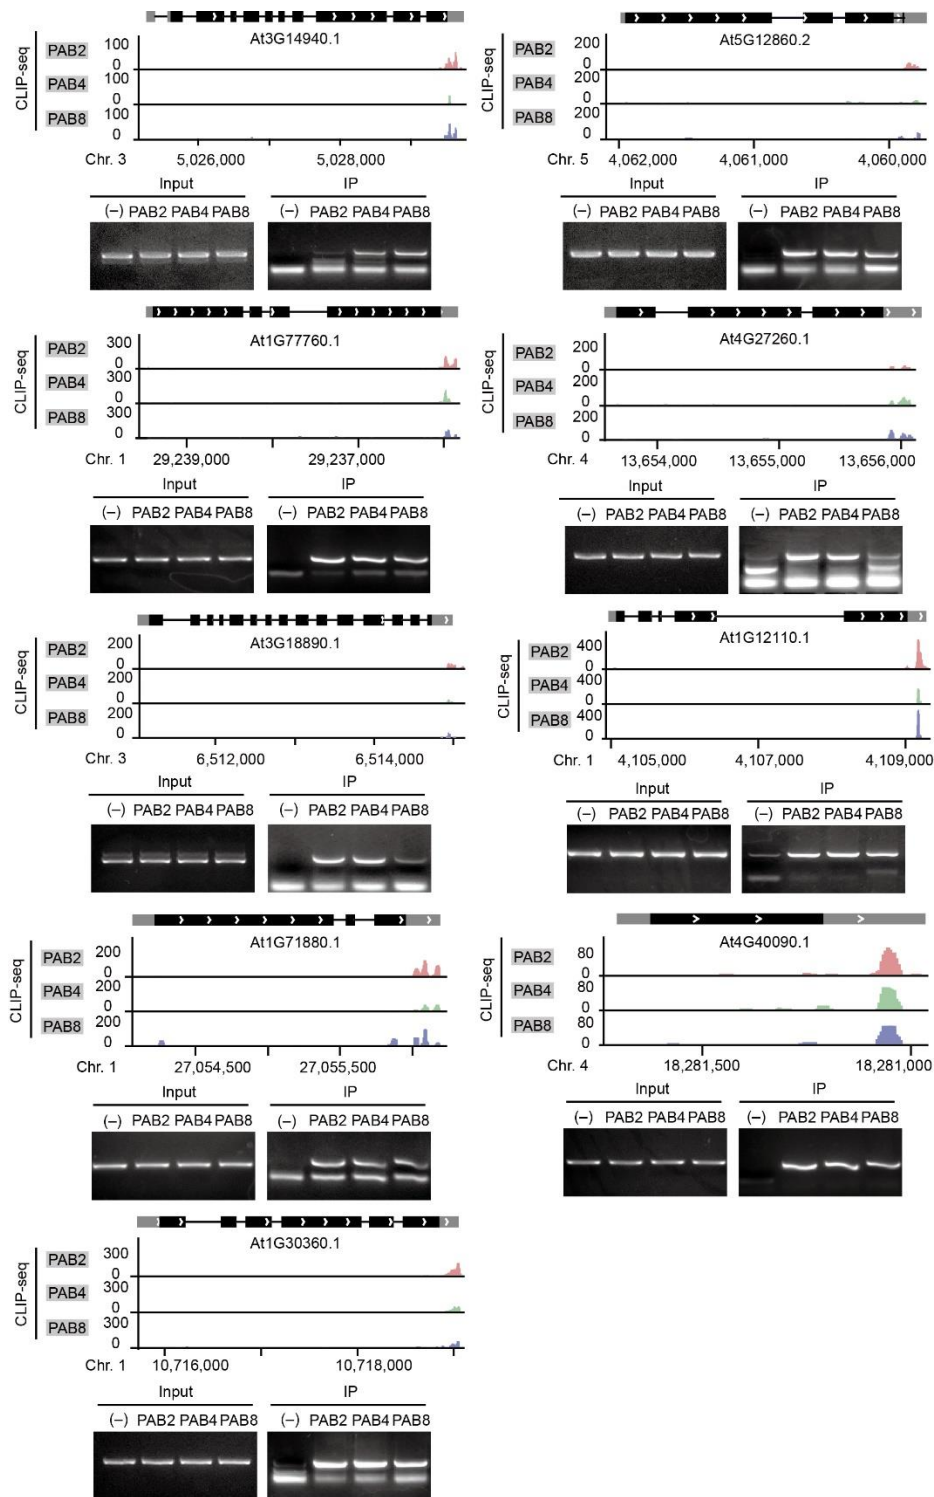 At3G14940.1
CLIP-seq
PAB2 100 0
PAB4 100 0
PAB8 100 0
Chr. 3 5,026,000 5,028,000
Input IP
(–) PAB2 PAB4 PAB8 (–) PAB2 PAB4 PAB8
At5G12860.2
CLIP-seq
PAB2 200 0
PAB4 200 0
PAB8 200 0
Chr. 5 4,062,000 4,061,000 4,060,000
Input IP
(–) PAB2 PAB4 PAB8 (–) PAB2 PAB4 PAB8
At1G77760.1
CLIP-seq
PAB2 300 0
PAB4 300 0
PAB8 300 0
Chr. 1 29,239,000 29,237,000
Input IP
(–) PAB2 PAB4 PAB8 (–) PAB2 PAB4 PAB8
At4G27260.1
CLIP-seq
PAB2 200 0
PAB4 200 0
PAB8 200 0
Chr. 4 13,654,000 13,655,000 13,656,000
Input IP
(–) PAB2 PAB4 PAB8 (–) PAB2 PAB4 PAB8
At3G18890.1
CLIP-seq
PAB2 200 0
PAB4 200 0
PAB8 200 0
Chr. 3 6,512,000 6,514,000
Input IP
(–) PAB2 PAB4 PAB8 (–) PAB2 PAB4 PAB8
At1G12110.1
CLIP-seq
PAB2 400 0
PAB4 400 0
PAB8 400 0
Chr. 1 4,105,000 4,107,000 4,109,000
Input IP
(–) PAB2 PAB4 PAB8 (–) PAB2 PAB4 PAB8
At1G71880.1
CLIP-seq
PAB2 200 0
PAB4 200 0
PAB8 200 0
Chr. 1 27,054,500 27,055,500
Input IP
(–) PAB2 PAB4 PAB8 (–) PAB2 PAB4 PAB8
At4G40090.1
CLIP-seq
PAB2 80 0
PAB4 80 0
PAB8 80 0
Chr. 4 18,281,500 18,281,000
Input IP
(–) PAB2 PAB4 PAB8 (–) PAB2 PAB4 PAB8
At1G30360.1
CLIP-seq
PAB2 300 0
PAB4 300 0
PAB8 300 0
Chr. 1 10,716,000 10,718,000
Input IP
(–) PAB2 PAB4 PAB8 (–) PAB2 PAB4 PAB8